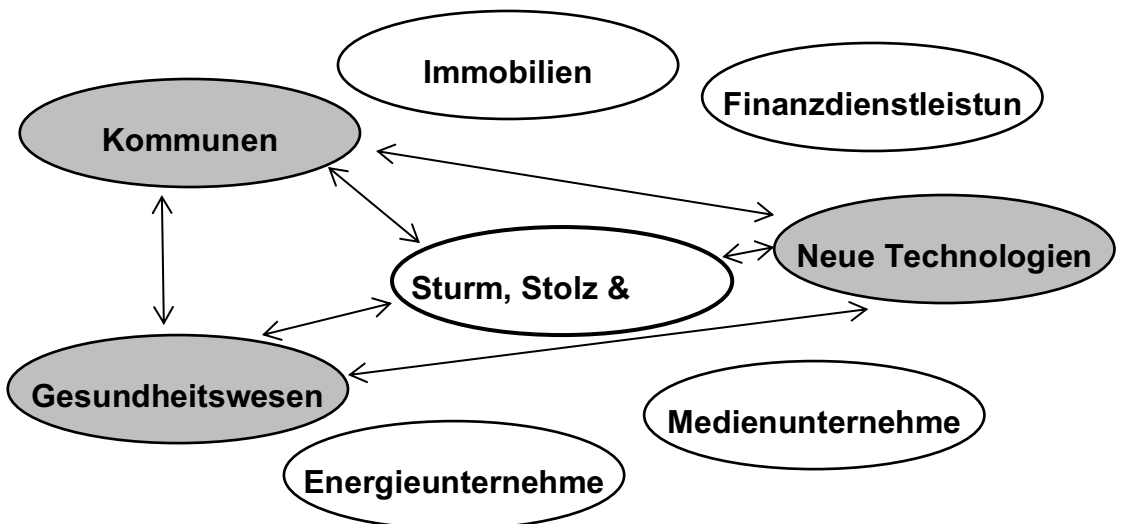 Immobilien
Finanzdienstleistun
Kommunen
Neue Technologien
Sturm, Stolz &
Gesundheitswesen
Medienunternehme
Energieunternehme